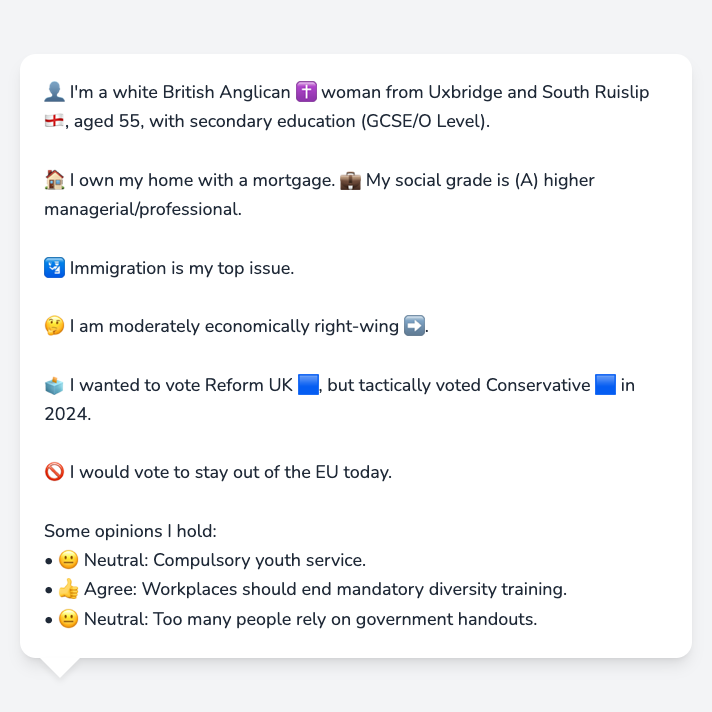 👤 I'm a white British Anglican ✝️ woman from Uxbridge and South Ruislip
🏴󠁧󠁢󠁥󠁮󠁧󠁿, aged 55, with secondary education (GCSE/O Level).
🏠 I own my home with a mortgage. 💼 My social grade is (A) higher
managerial/professional.
🛂 Immigration is my top issue.
🤔 I am moderately economically right-wing ➡️.
🗳️ I wanted to vote Reform UK 🟦, but tactically voted Conservative 🟦 in
2024.
🚫 I would vote to stay out of the EU today.
Some opinions I hold:
• 😐 Neutral: Compulsory youth service.
• 👍 Agree: Workplaces should end mandatory diversity training.
• 😐 Neutral: Too many people rely on government handouts.